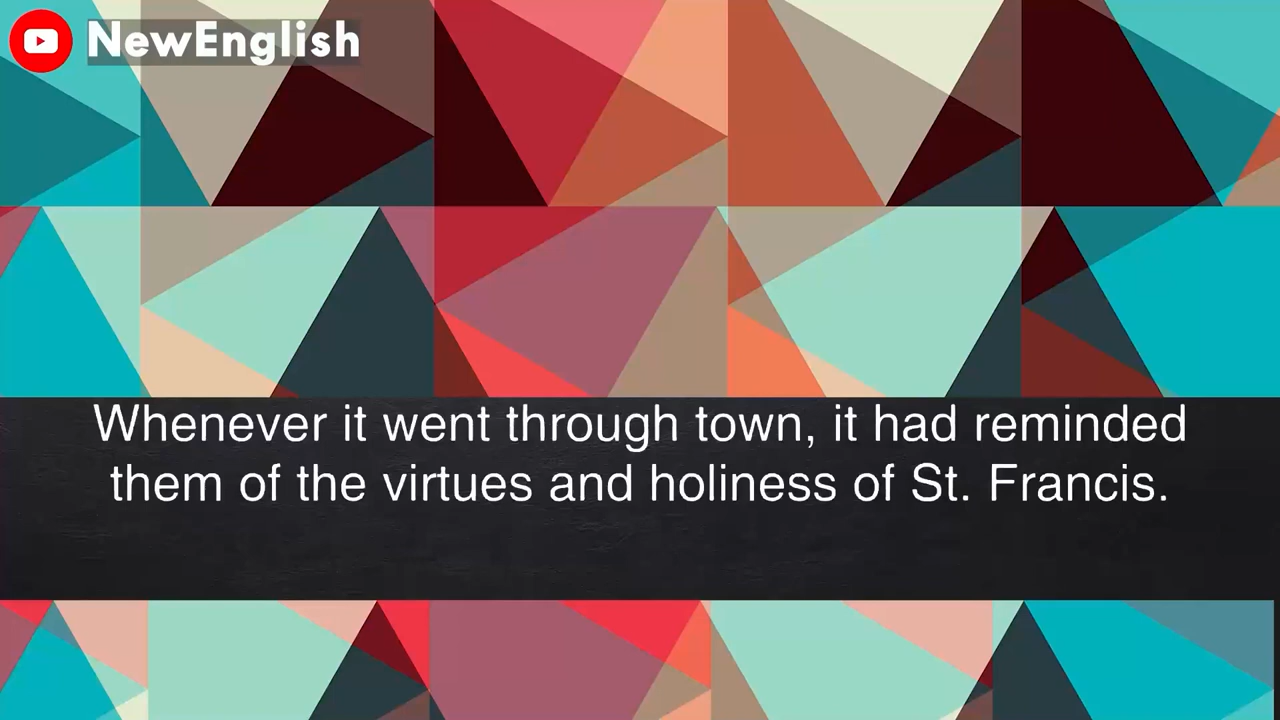 NewEnglish
Whenever it went through town, it had reminded
them of the virtues and holiness of St. Francis.